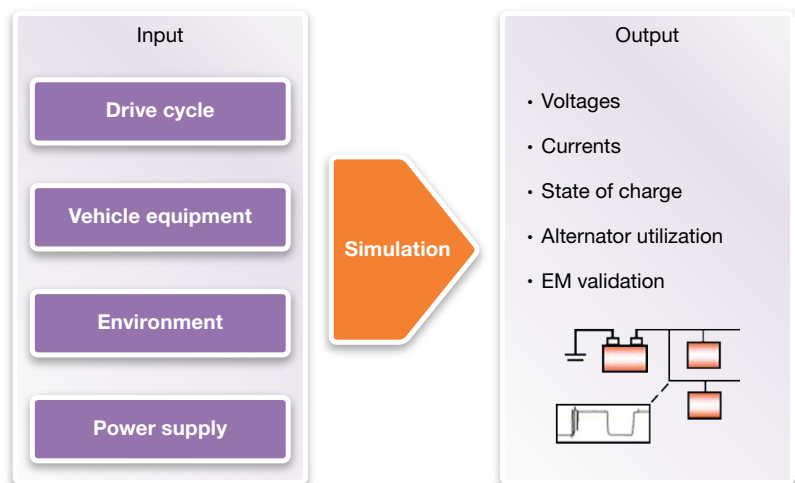 Input
Drive cycle
Vehicle equipment
Environment
Power supply
Simulation
Output
• Voltages
• Currents
• State of charge
• Alternator utilization
• EM validation